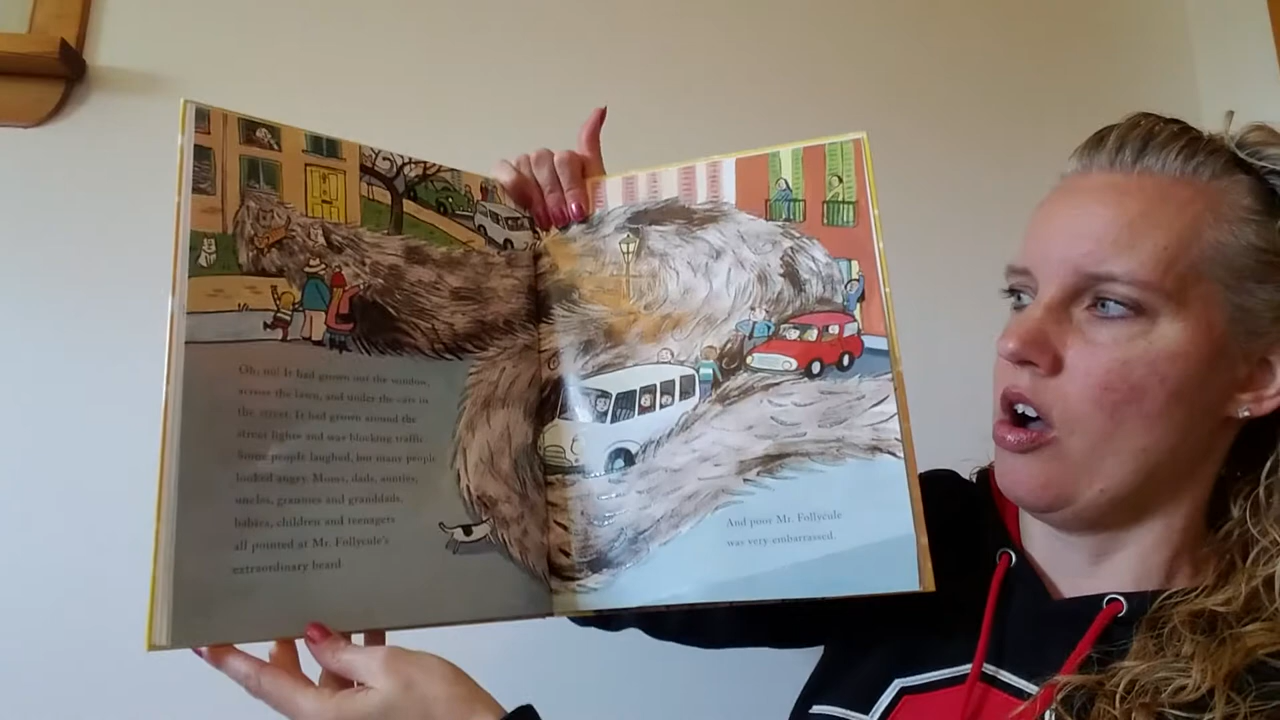 Oh, no! It had grown out the window,
across the lawn, and under the cars in
the street. It had grown around the
street lights and was blocking traffic.
Some people laughed, but many people
looked angry. Mums, dads, aunties,
uncles, grannies and granddads,
babies, children and teenagers
all pointed at Mr. Follycule's
extraordinary beard
And poor Mr. Follycule
was very embarrassed.